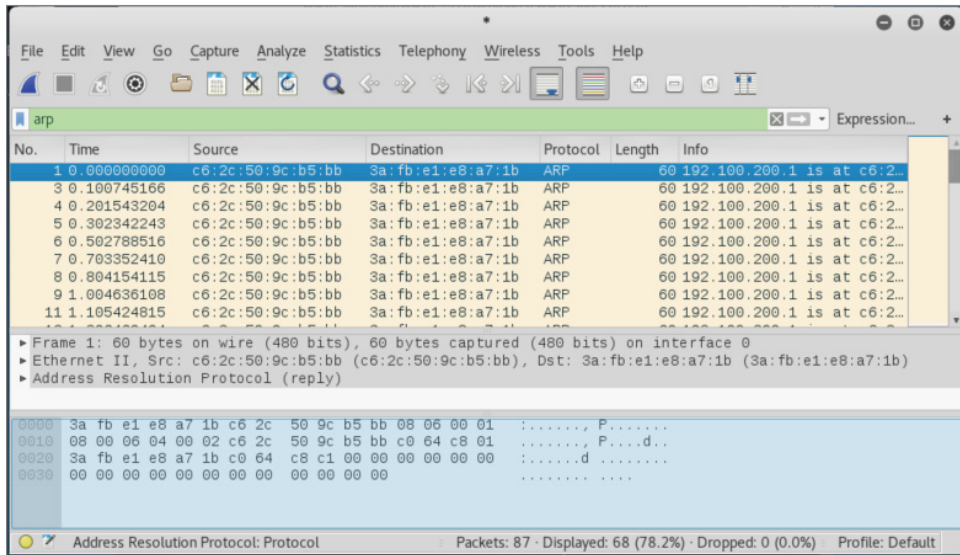 *
File Edit View Go Capture Analyze Statistics Telephony Wireless Tools Help
arp Expression... +
No. Time Source Destination Protocol Length Info
1 0.000000000 c6:2c:50:9c:b5:bb 3a:fb:e1:e8:a7:1b ARP 60 192.100.200.1 is at c6:2…
3 0.100745166 c6:2c:50:9c:b5:bb 3a:fb:e1:e8:a7:1b ARP 60 192.100.200.1 is at c6:2…
4 0.201543204 c6:2c:50:9c:b5:bb 3a:fb:e1:e8:a7:1b ARP 60 192.100.200.1 is at c6:2…
5 0.302342243 c6:2c:50:9c:b5:bb 3a:fb:e1:e8:a7:1b ARP 60 192.100.200.1 is at c6:2…
6 0.502788516 c6:2c:50:9c:b5:bb 3a:fb:e1:e8:a7:1b ARP 60 192.100.200.1 is at c6:2…
7 0.703352410 c6:2c:50:9c:b5:bb 3a:fb:e1:e8:a7:1b ARP 60 192.100.200.1 is at c6:2…
8 0.804154115 c6:2c:50:9c:b5:bb 3a:fb:e1:e8:a7:1b ARP 60 192.100.200.1 is at c6:2…
9 1.004636108 c6:2c:50:9c:b5:bb 3a:fb:e1:e8:a7:1b ARP 60 192.100.200.1 is at c6:2…
11 1.105424815 c6:2c:50:9c:b5:bb 3a:fb:e1:e8:a7:1b ARP 60 192.100.200.1 is at c6:2…
Frame 1: 60 bytes on wire (480 bits), 60 bytes captured (480 bits) on interface 0
Ethernet II, Src: c6:2c:50:9c:b5:bb (c6:2c:50:9c:b5:bb), Dst: 3a:fb:e1:e8:a7:1b (3a:fb:e1:e8:a7:1b)
Address Resolution Protocol (reply)
0000 3a fb e1 e8 a7 1b c6 2c 50 9c b5 bb 08 06 00 01 :......, P.......
0010 08 00 06 04 00 02 c6 2c 50 9c b5 bb c0 64 c8 01 ......., P....d..
0020 3a fb e1 e8 a7 1b c0 64 c8 c1 00 00 00 00 00 00 :......d ........
0030 00 00 00 00 00 00 00 00 00 00 00 00 ........ ....
Address Resolution Protocol: Protocol Packets: 87 · Displayed: 68 (78.2%) · Dropped: 0 (0.0%) Profile: Default